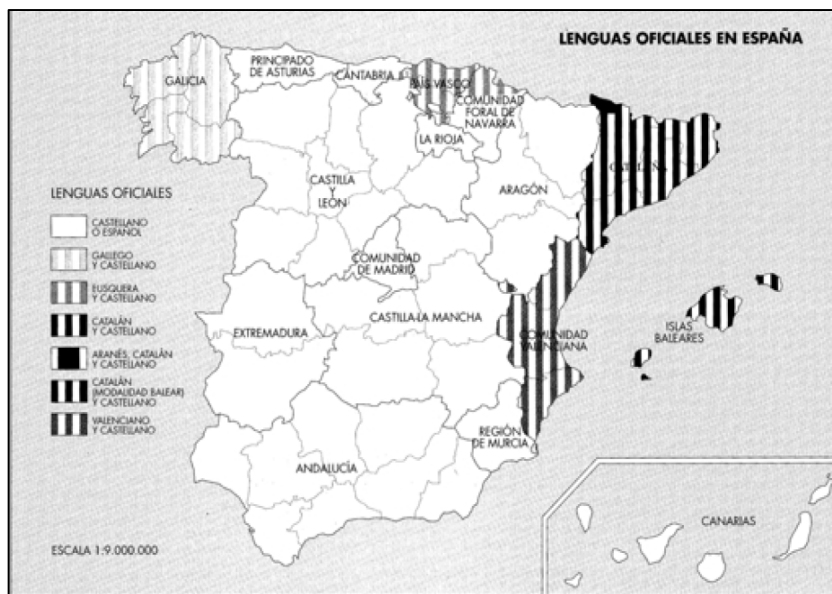 LENGUAS OFICIALES EN ESPAÑA
PRINCIPADO
DE ASTURIAS
CANTABRIA
GALICIA
PAÍS VASCO
COMUNIDAD
FORAL DE
NAVARRA
LA RIOJA
CATALUÑA
ARAGÓN
CASTILLA
Y
LEÓN
COMUNIDAD
DE MADRID
EXTREMADURA
CASTILLA-LA MANCHA
COMUNIDAD
VALENCIANA
ISLAS
BALEARES
REGIÓN
DE MURCIA
ANDALUCÍA
CANARIAS
LENGUAS OFICIALES
CASTELLANO
O ESPAÑOL
GALLEGO
Y CASTELLANO
EUSQUERA
Y CASTELLANO
CATALÁN
Y CASTELLANO
ARANÉS, CATALÁN
Y CASTELLANO
CATALÁN
(MODALIDAD BALEAR)
Y CASTELLANO
VALENCIANO
Y CASTELLANO
ESCALA 1:9.000.000